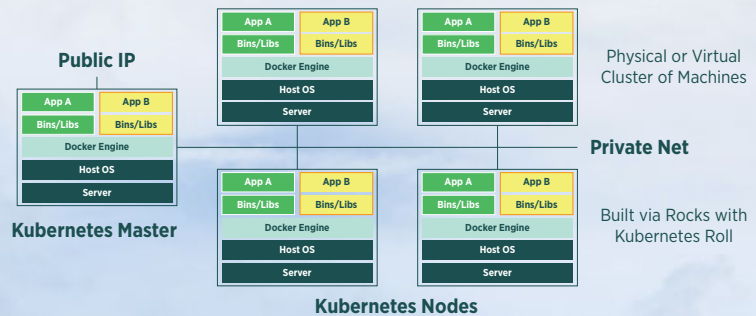 Public IP
App A
App B
Bins/Libs
Bins/Libs
Docker Engine
Host OS
Server
Kubernetes Master
App A
App B
Bins/Libs
Bins/Libs
Docker Engine
Host OS
Server
App A
App B
Bins/Libs
Bins/Libs
Docker Engine
Host OS
Server
Physical or Virtual
Cluster of Machines
Private Net
App A
App B
Bins/Libs
Bins/Libs
Docker Engine
Host OS
Server
App A
App B
Bins/Libs
Bins/Libs
Docker Engine
Host OS
Server
Built via Rocks with
Kubernetes Roll
Kubernetes Nodes